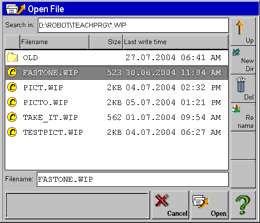 Open File
Search in: D:\ROBOT\TEACHPRG\*.WIP
Up
Filename Size Last write time
OLD 27.07.2004 06:41 AM
FASTONE.WIP 523 30.06.2004 11:04 AM
PICT.WIP 2KB 04.07.2004 02:32 PM
PICTO.WIP 2KB 05.07.2004 01:21 PM
TAKE_IT.WIP 562 01.07.2004 09:54 AM
TESTPICT.WIP 2KB 04.07.2004 06:27 AM
New Dir
Del
Re name
Filename: FASTONE.WIP
Cancel Open